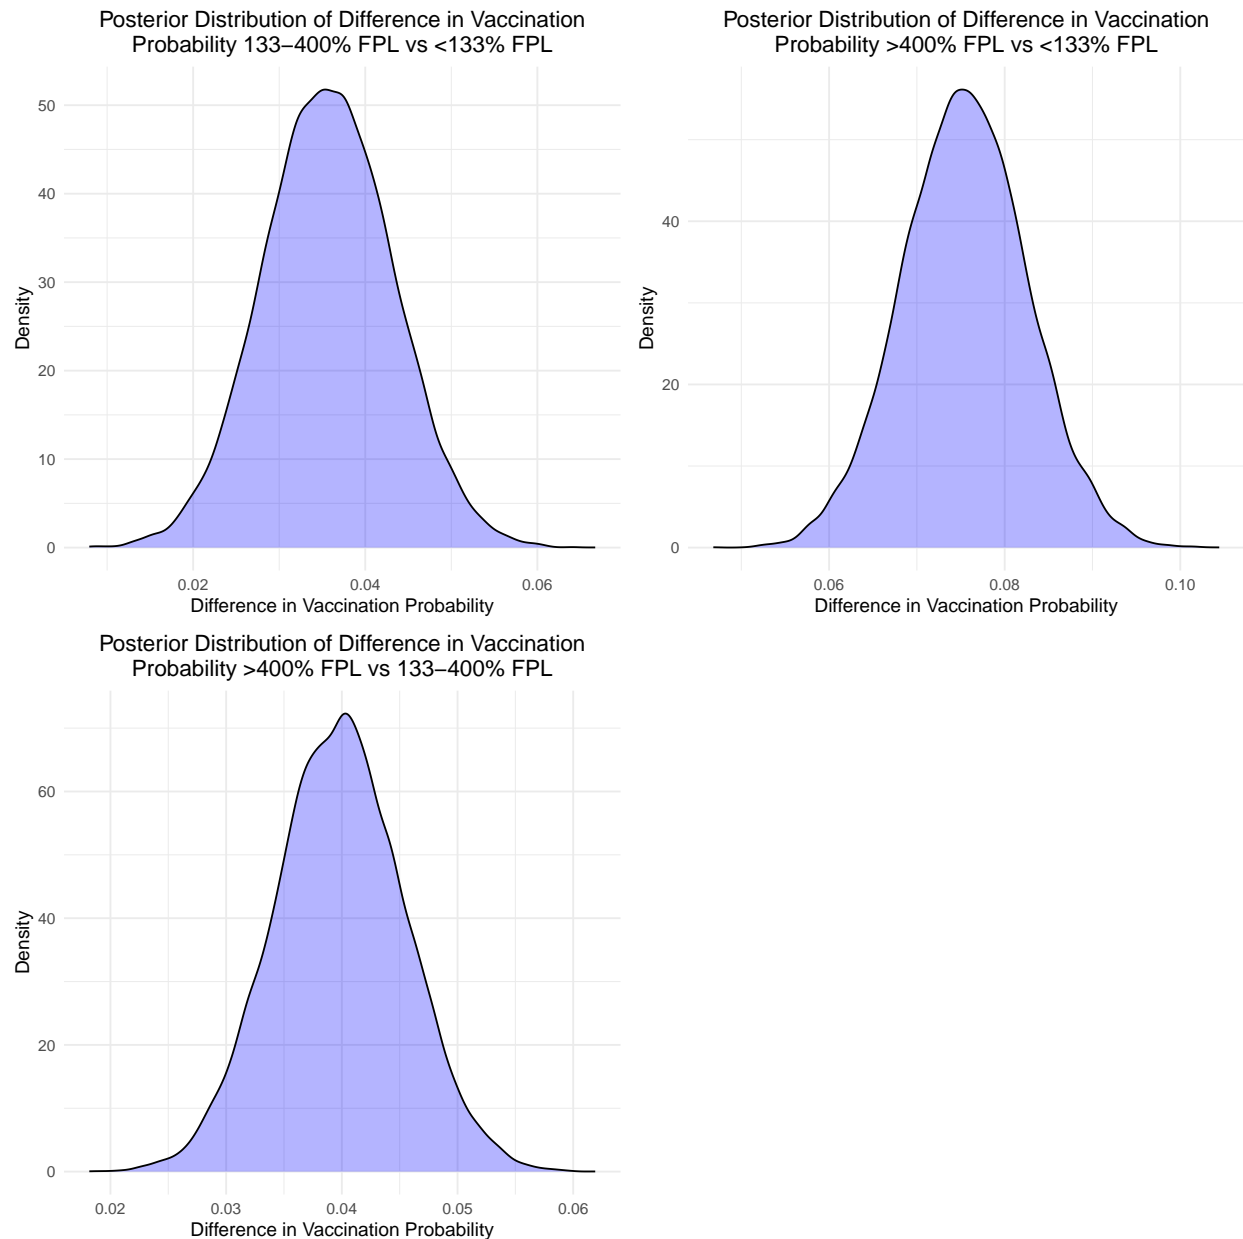 Posterior Distribution of Difference in Vaccination
Probability 133−400% FPL vs <133% FPL
50
40
30
20
10
0
Density
0.02 0.04 0.06
Difference in Vaccination Probability
Posterior Distribution of Difference in Vaccination
Probability >400% FPL vs <133% FPL
40
20
0
Density
0.06 0.08 0.10
Difference in Vaccination Probability
Posterior Distribution of Difference in Vaccination
Probability >400% FPL vs 133−400% FPL
60
40
20
0
Density
0.02 0.03 0.04 0.05 0.06
Difference in Vaccination Probability